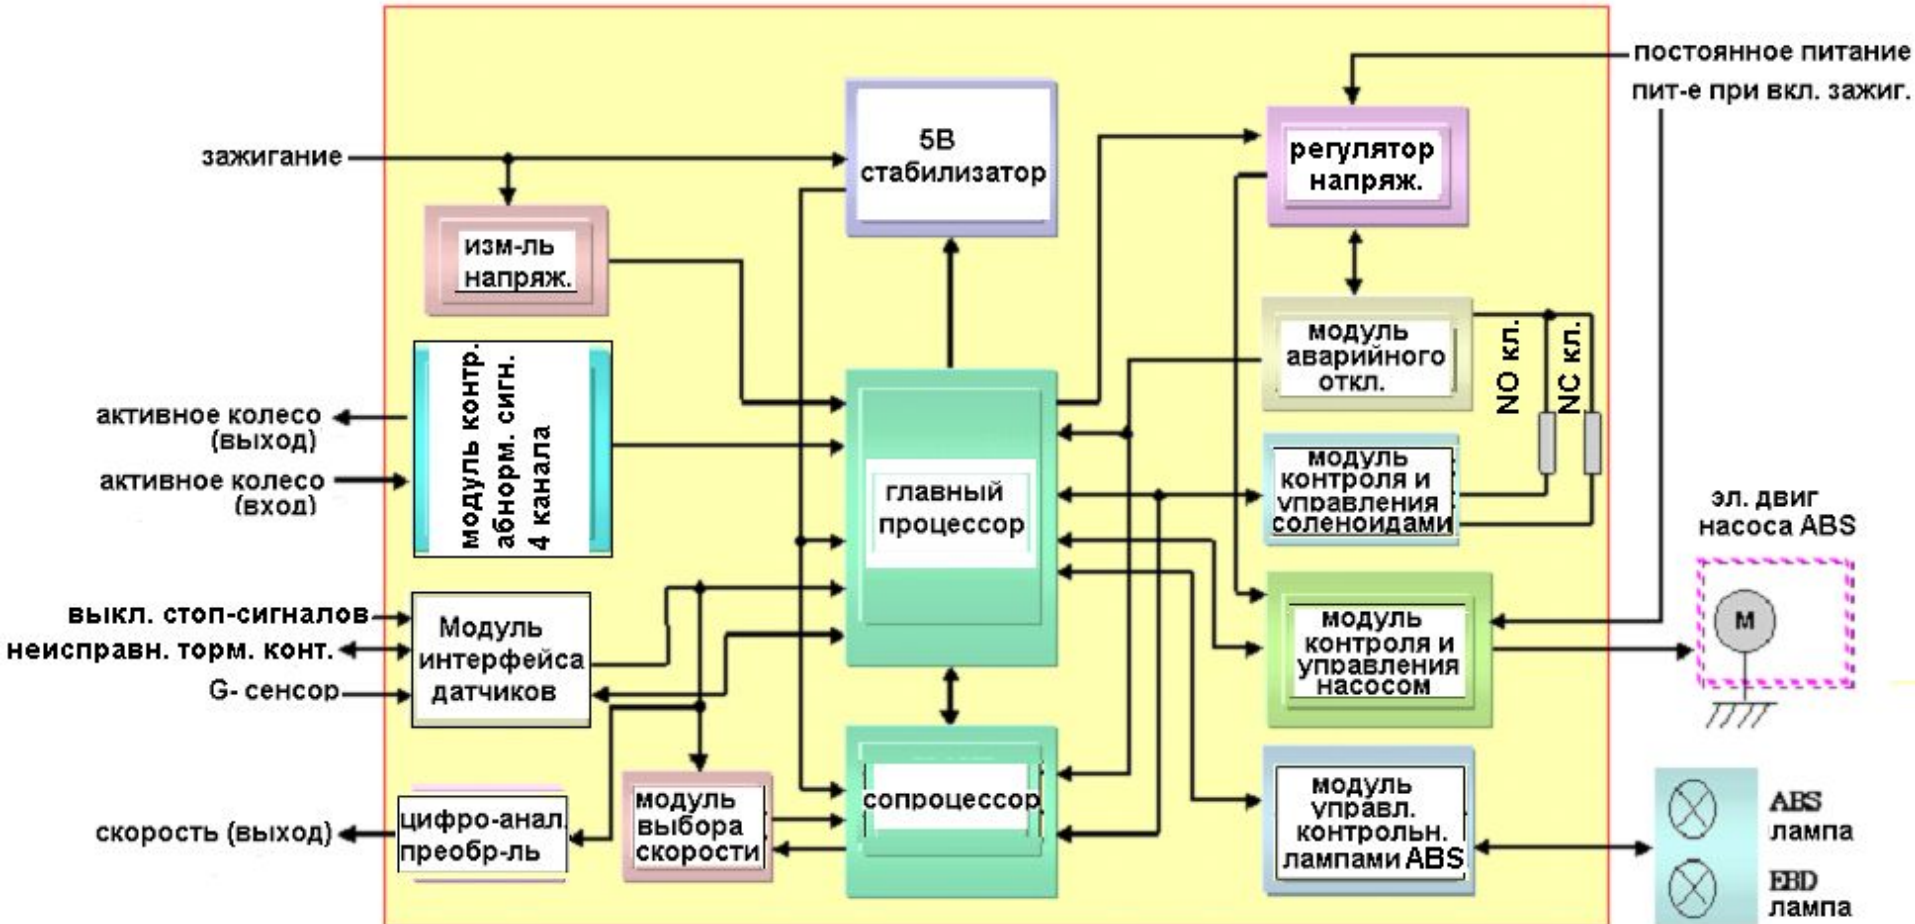 постоянное питание
пит-е при вкл. зажиг.
зажигание
5В
стабилизатор
регулятор
напряж.
изм-ль
напряж.
модуль
аварийного
откл.
NO кл.
NC кл.
модуль контр.
абнорм. сигн.
4 канала
активное колесо
(выход)
активное колесо
(вход)
главный
процессор
модуль
контроля и
управления
соленоидами
эл. двиг
насоса ABS
M
выкл. стоп-сигналов
неисправн. торм. конт.
G- сенсор
Модуль
интерфейса
датчиков
модуль
контроля и
управления
насосом
скорость (выход)
цифро-анал.
преобр-ль
модуль
выбора
скорости
сопроцессор
модуль
управл.
контрольн.
лампами ABS
ABS
лампа
EBD
лампа